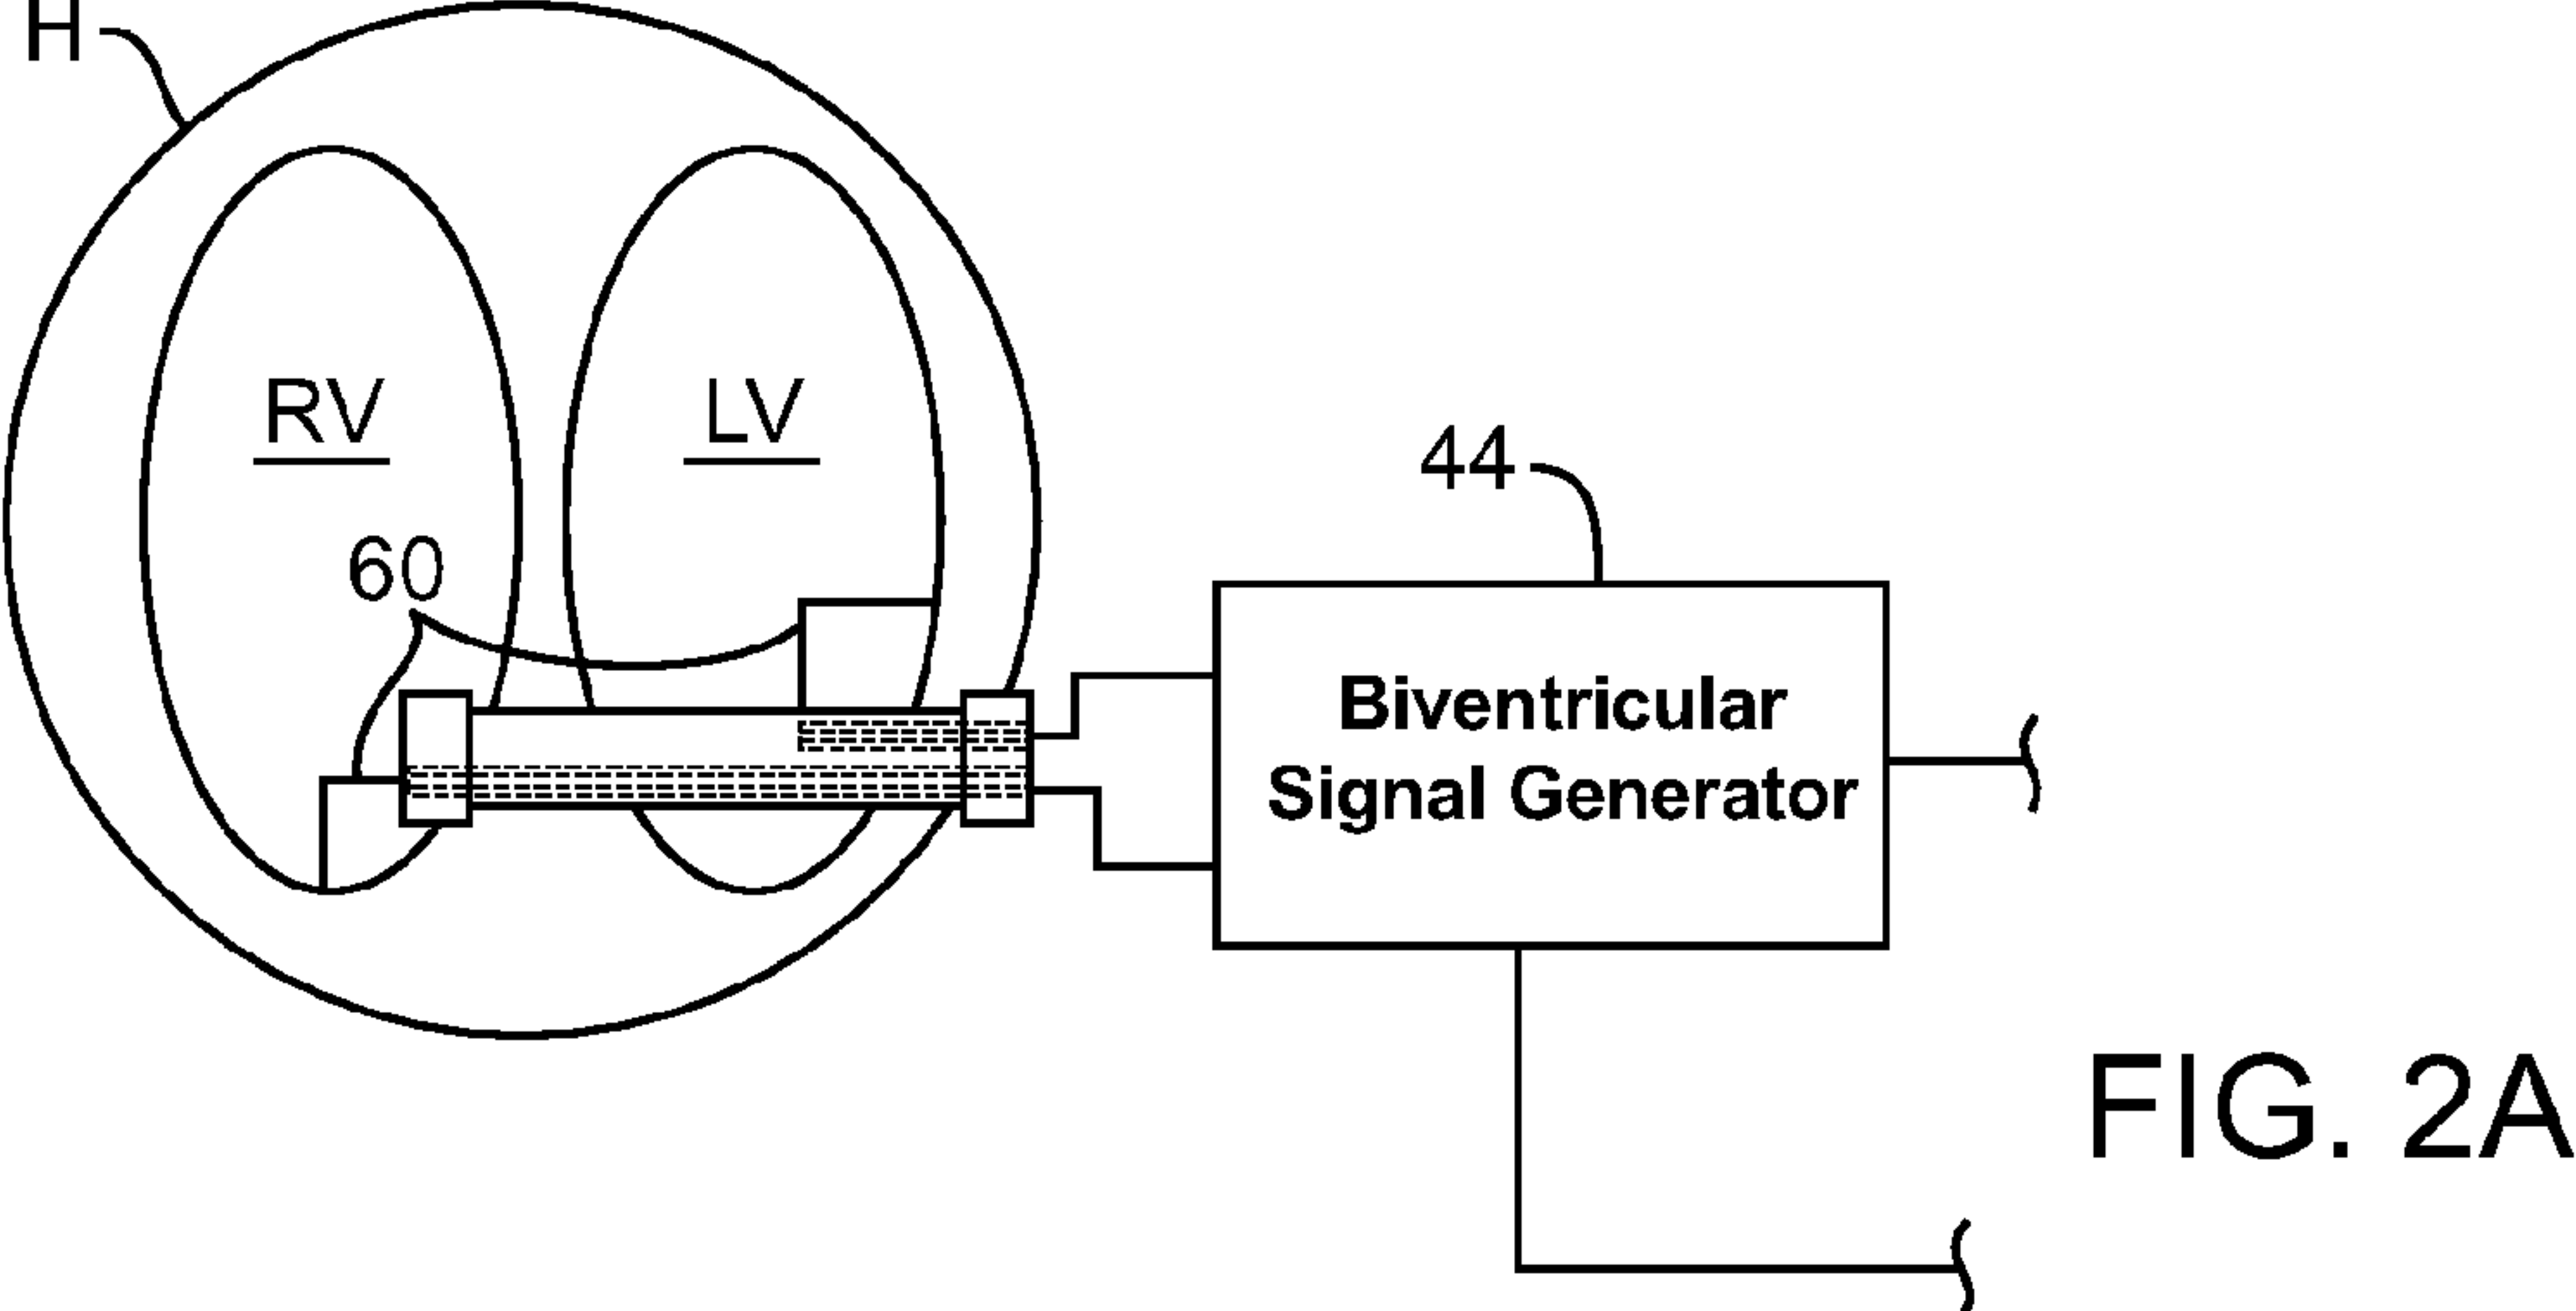 H
RV
LV
60
44
Biventricular
Signal Generator
FIG. 2A